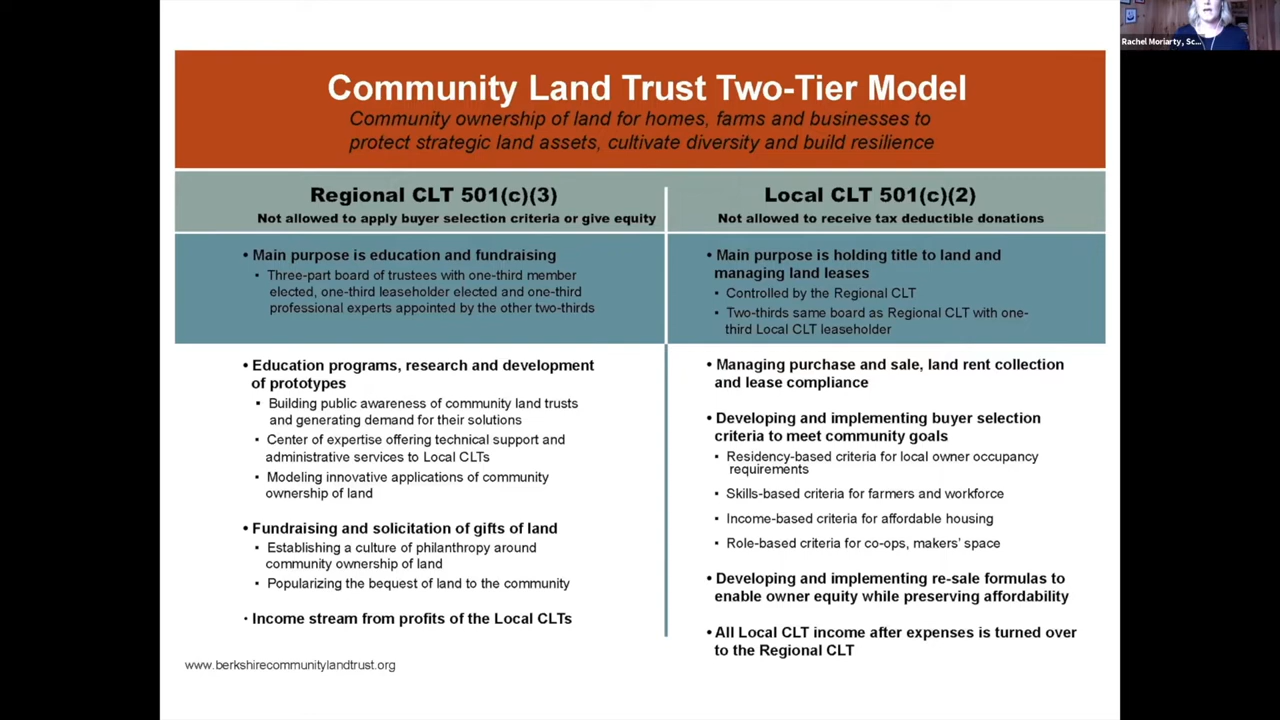 Rachel Moriarty, Sc...
Community Land Trust Two-Tier Model
Community ownership of land for homes, farms and businesses to
protect strategic land assets, cultivate diversity and build resilience
Regional CLT 501(c)(3)
Not allowed to apply buyer selection criteria or give equity
• Main purpose is education and fundraising
▪ Three-part board of trustees with one-third member
elected, one-third leaseholder elected and one-third
professional experts appointed by the other two-thirds
• Education programs, research and development
of prototypes
▪ Building public awareness of community land trusts
and generating demand for their solutions
▪ Center of expertise offering technical support and
administrative services to Local CLTs
▪ Modeling innovative applications of community
ownership of land
• Fundraising and solicitation of gifts of land
▪ Establishing a culture of philanthropy around
community ownership of land
▪ Popularizing the bequest of land to the community
• Income stream from profits of the Local CLTs
Local CLT 501(c)(2)
Not allowed to receive tax deductible donations
• Main purpose is holding title to land and
managing land leases
▪ Controlled by the Regional CLT
▪ Two-thirds same board as Regional CLT with one-
third Local CLT leaseholder
• Managing purchase and sale, land rent collection
and lease compliance
• Developing and implementing buyer selection
criteria to meet community goals
▪ Residency-based criteria for local owner occupancy
requirements
▪ Skills-based criteria for farmers and workforce
▪ Income-based criteria for affordable housing
▪ Role-based criteria for co-ops, makers' space
• Developing and implementing re-sale formulas to
enable owner equity while preserving affordability
• All Local CLT income after expenses is turned over
to the Regional CLT
www.berkshirecommunitylandtrust.org